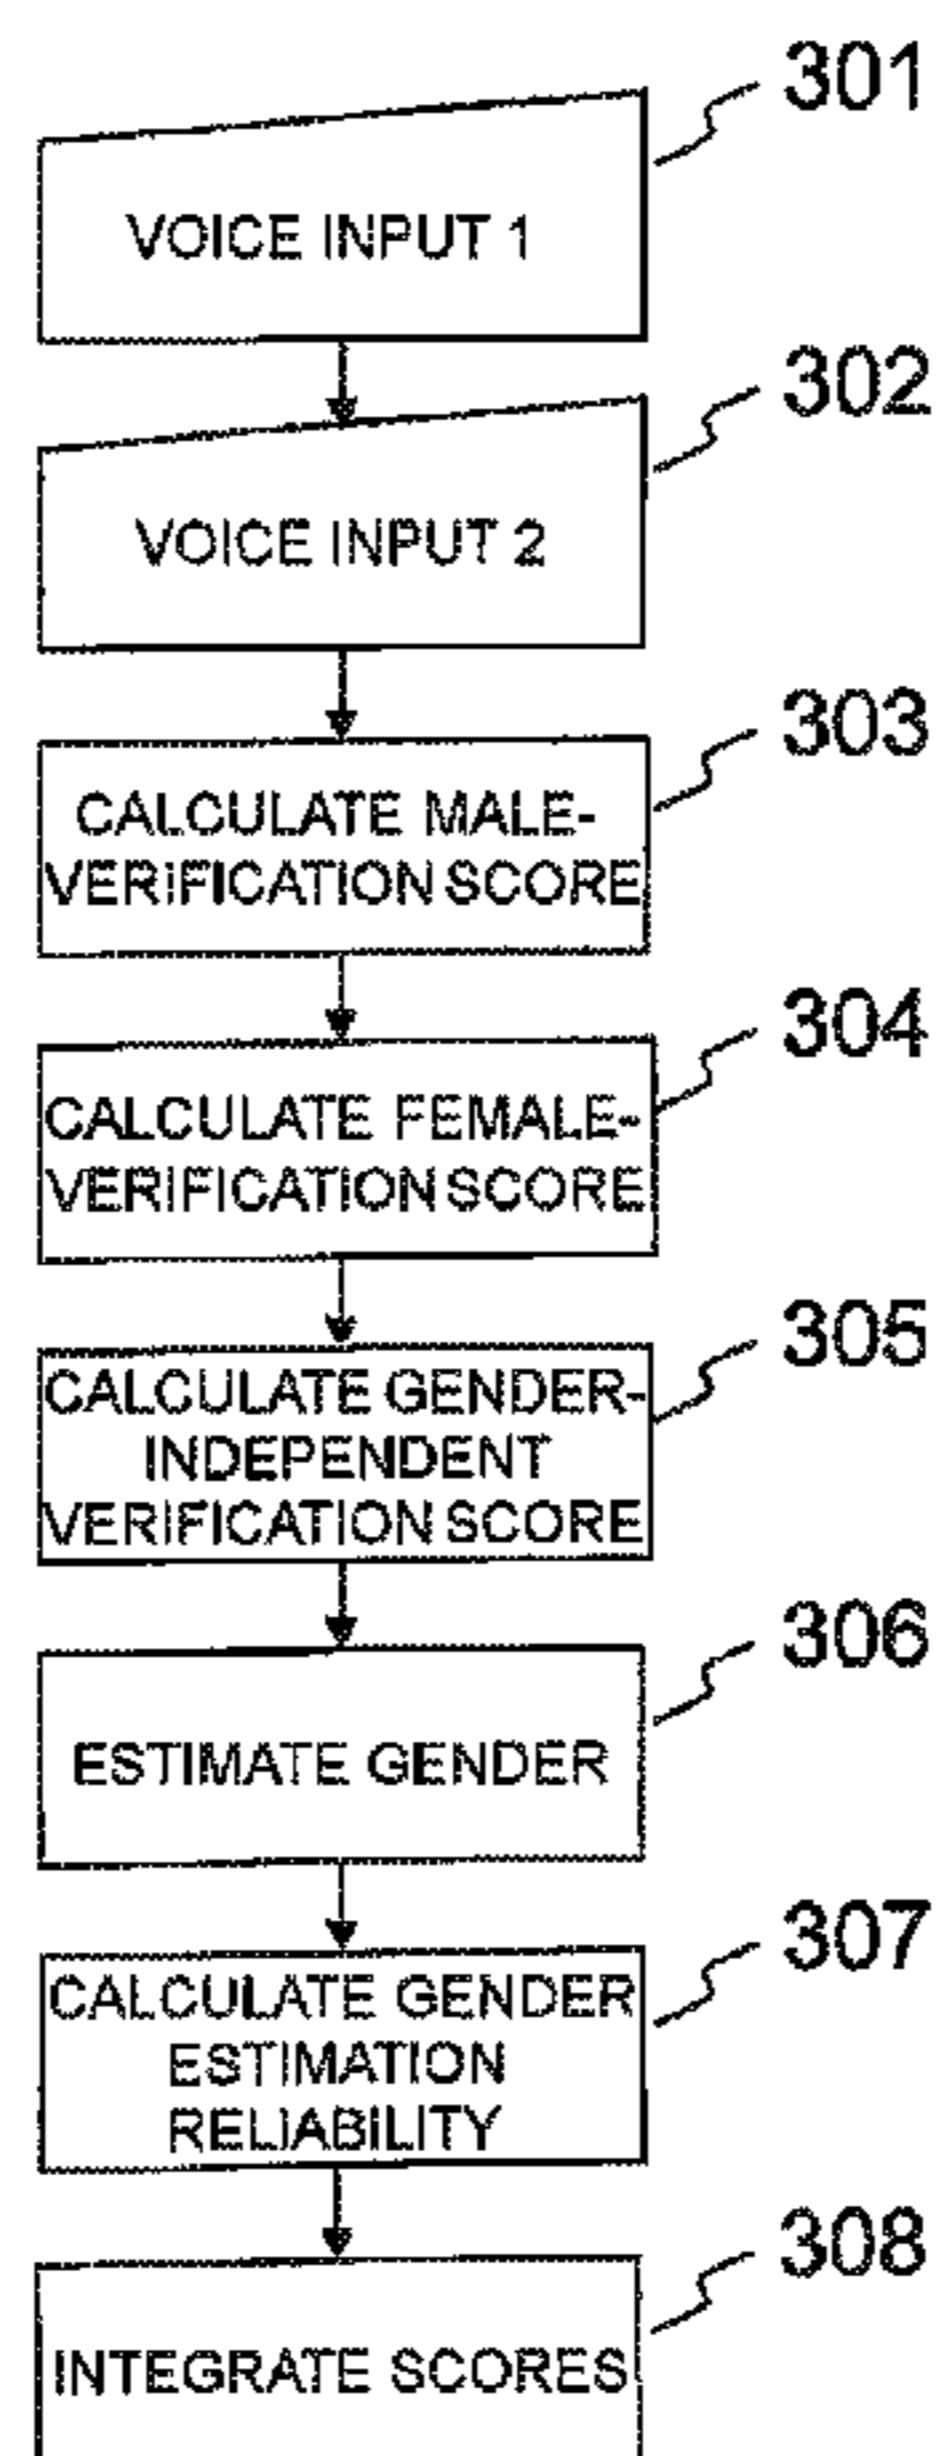 301
VOICE INPUT 1
302
VOICE INPUT 2
303
CALCULATE MALE-
VERIFICATION SCORE
304
CALCULATE FEMALE-
VERIFICATION SCORE
305
CALCULATE GENDER-
INDEPENDENT
VERIFICATION SCORE
306
ESTIMATE GENDER
307
CALCULATE GENDER
ESTIMATION
RELIABILITY
308
INTEGRATE SCORES